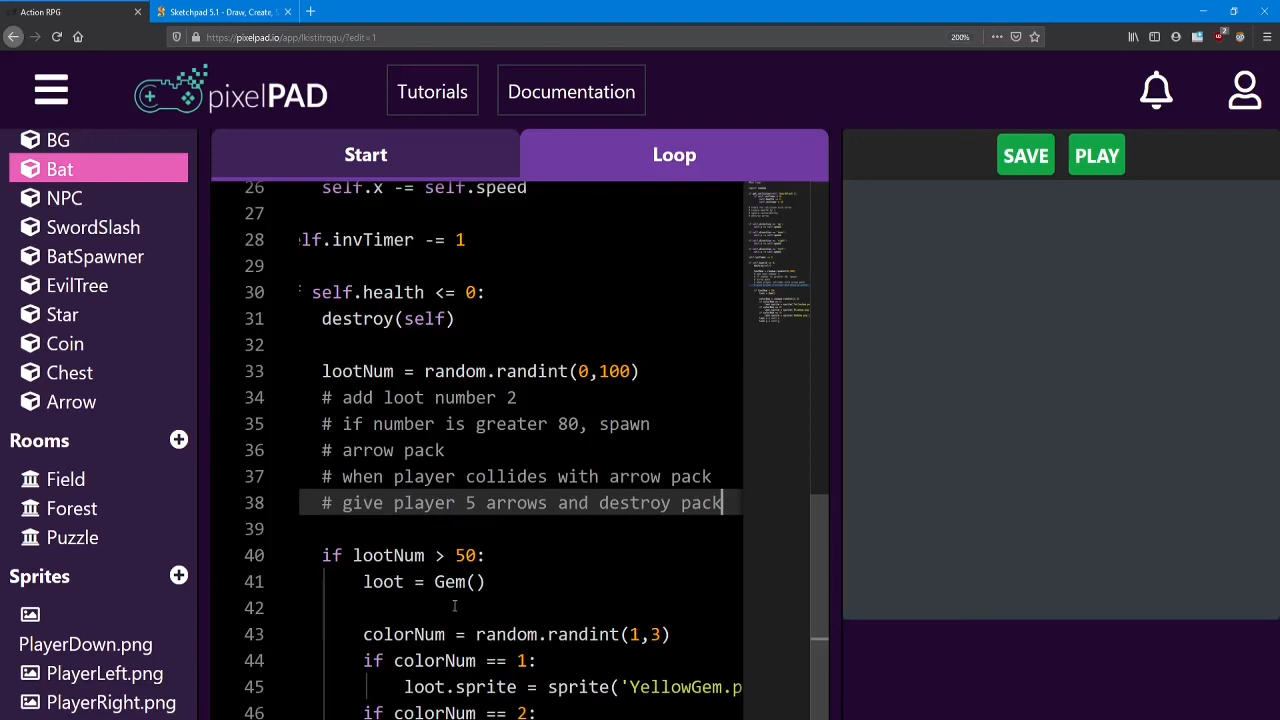 Action RPG
Sketchpad 5.1 - Draw, Create, S
https://pixelpad.io/app/lkistitrqqu/?edit=1
200%
2
pixelPAD
Tutorials
Documentation
BG
Bat
NPC
SwordSlash
BatSpawner
EvilTree
Coin
Chest
Arrow
Rooms
Field
Forest
Puzzle
Sprites
PlayerDown.png
PlayerLeft.png
PlayerRight.png
Start
Loop
SAVE
PLAY
26 self.x -= self.speed
27
28 lf.invTimer -= 1
29
30 self.health <= 0:
31 destroy(self)
32
33 lootNum = random.randint(0,100)
34 # add loot number 2
35 # if number is greater 80, spawn
36 # arrow pack
37 # when player collides with arrow pack
38 # give player 5 arrows and destroy pack
39
40 if lootNum > 50:
41 loot = Gem()
42
43 colorNum = random.randint(1,3)
44 if colorNum == 1:
45 loot.sprite = sprite('YellowGem.p
46 if colorNum == 2: